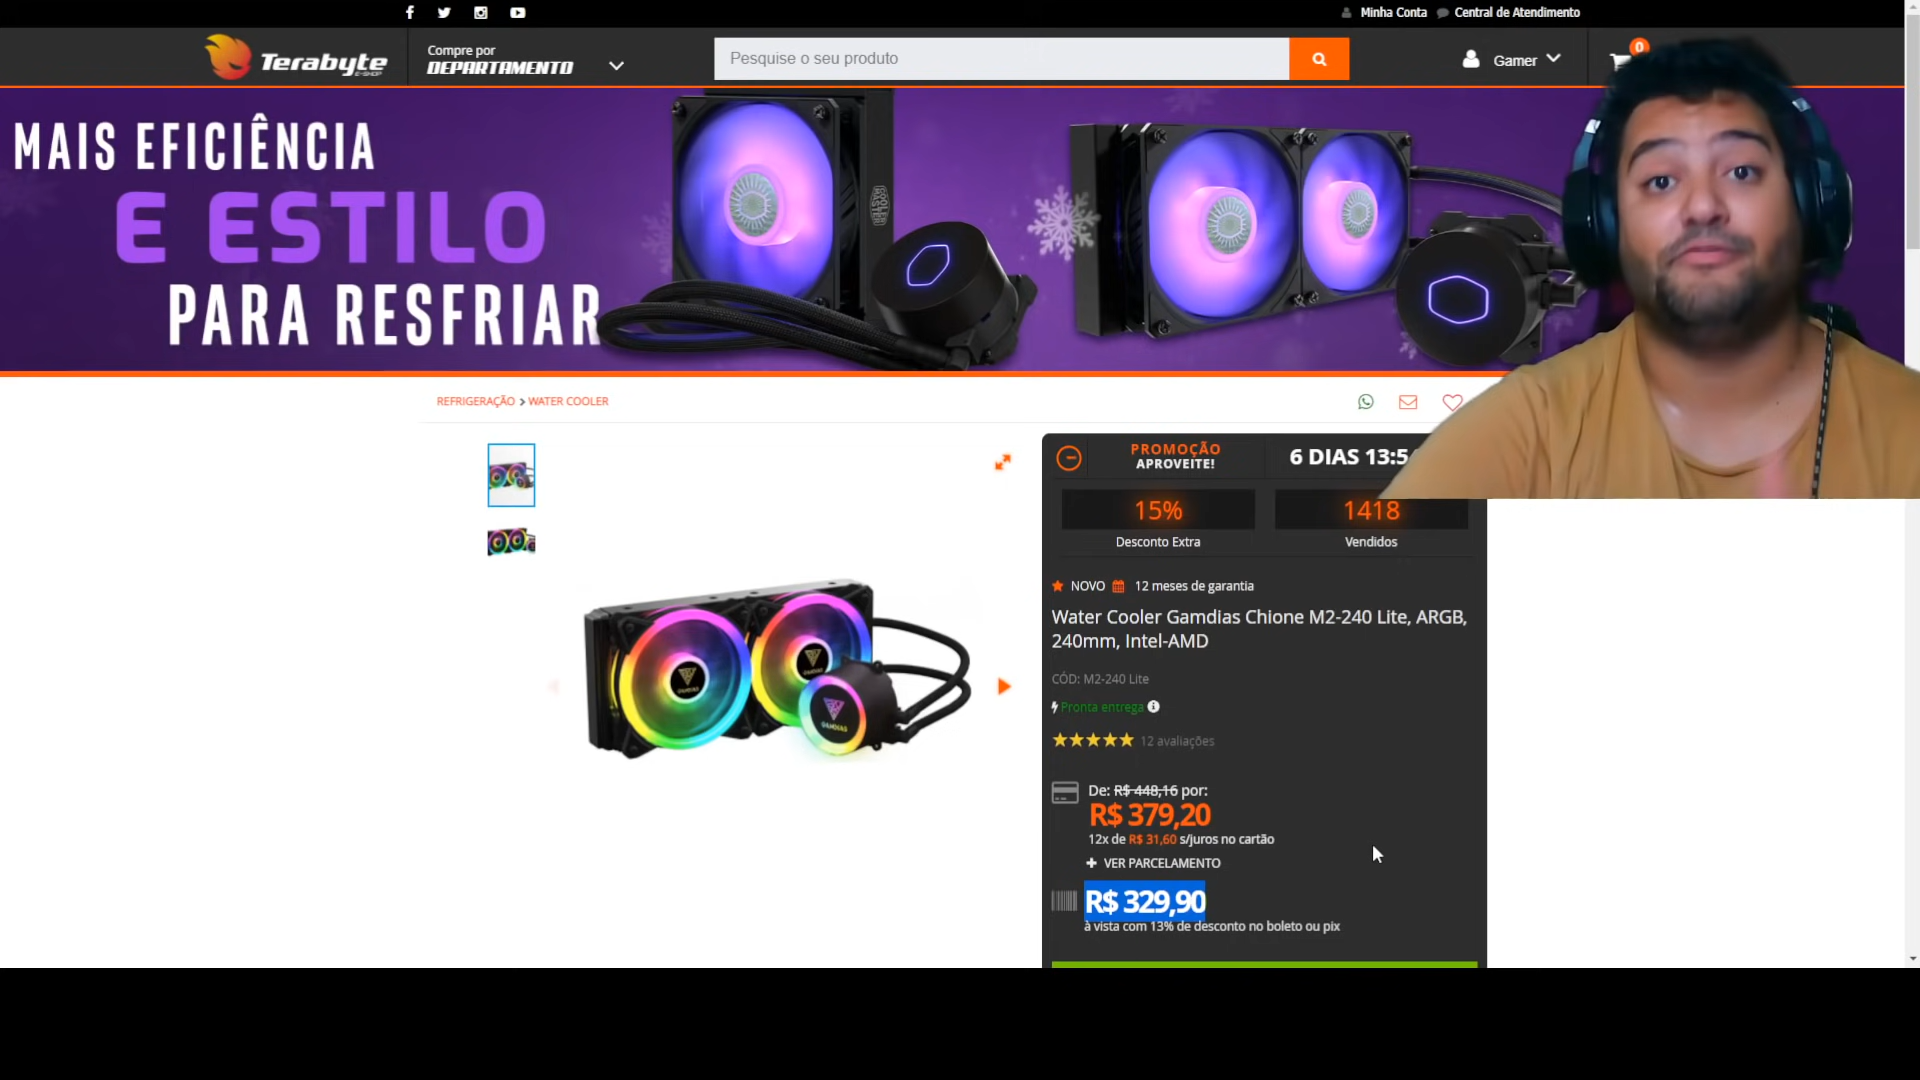 Minha Conta
Central de Atendimento
Terabyte
E-SHOP
Compre por
DEPARTAMENTO
Pesquise o seu produto
Gamer
0
MAIS EFICIÊNCIA
E ESTILO
PARA RESFRIAR
COOLER MASTER
REFRIGERAÇÃO > WATER COOLER
PROMOÇÃO
APROVEITE!
6 DIAS 13:5
15%
Desconto Extra
1418
Vendidos
NOVO
12 meses de garantia
Water Cooler Gamdias Chione M2-240 Lite, ARGB,
240mm, Intel-AMD
CÓD: M2-240 Lite
Pronta entrega
12 avaliações
De: R$ 448,16 por:
R$ 379,20
12x de R$ 31,60 s/juros no cartão
+ VER PARCELAMENTO
R$ 329,90
à vista com 13% de desconto no boleto ou pix
GAMDIAS